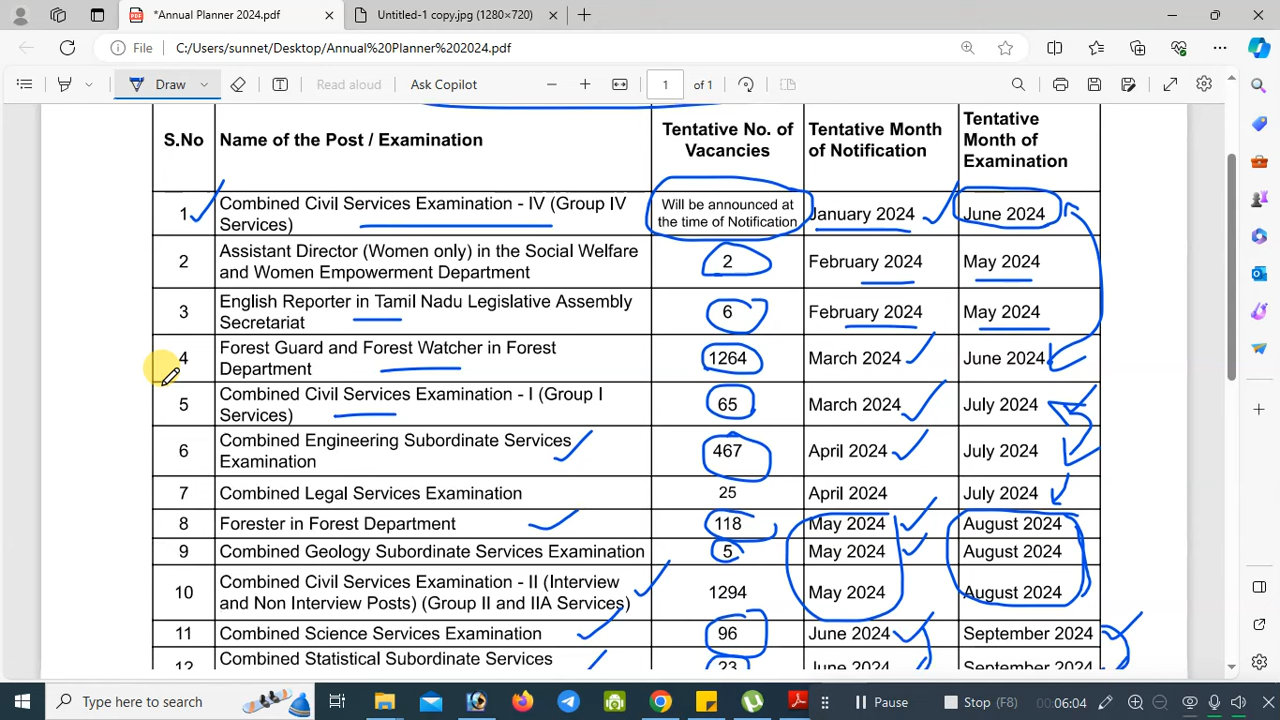 *Annual Planner 2024.pdf
Untitled-1 copy.jpg (1280×720)
File
C:/Users/sunnet/Desktop/Annual%20Planner%202024.pdf
Draw
Read aloud
Ask Copilot
1
of 1
S.No
Name of the Post / Examination
Tentative No. of
Vacancies
Tentative Month
of Notification
Tentative
Month of
Examination
1
Combined Civil Services Examination - IV (Group IV
Services)
Will be announced at
the time of Notification
January 2024
June 2024
2
Assistant Director (Women only) in the Social Welfare
and Women Empowerment Department
2
February 2024
May 2024
3
English Reporter in Tamil Nadu Legislative Assembly
Secretariat
6
February 2024
May 2024
4
Forest Guard and Forest Watcher in Forest
Department
1264
March 2024
June 2024
5
Combined Civil Services Examination - I (Group I
Services)
65
March 2024
July 2024
6
Combined Engineering Subordinate Services
Examination
467
April 2024
July 2024
7
Combined Legal Services Examination
25
April 2024
July 2024
8
Forester in Forest Department
118
May 2024
August 2024
9
Combined Geology Subordinate Services Examination
5
May 2024
August 2024
10
Combined Civil Services Examination - II (Interview
and Non Interview Posts) (Group II and IIA Services)
1294
May 2024
August 2024
11
Combined Science Services Examination
96
June 2024
September 2024
12
Combined Statistical Subordinate Services
23
June 2024
September 2024
Type here to search
Pause
Stop (F8)
00:06:04